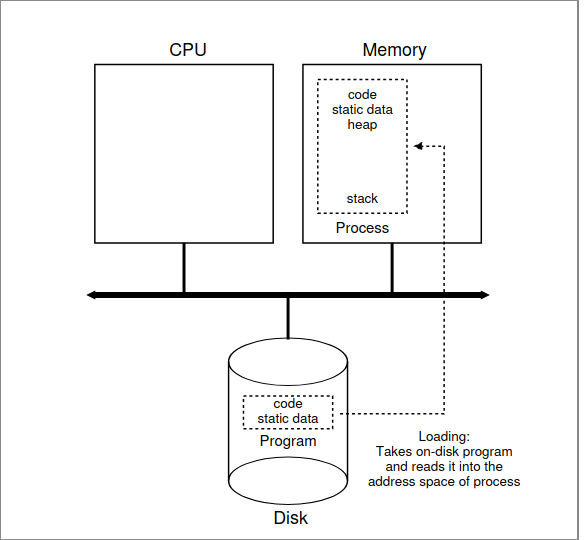 CPU
Memory
code
static data
heap
stack
Process
code
static data
Program
Loading:
Takes on-disk program
and reads it into the
address space of process
Disk